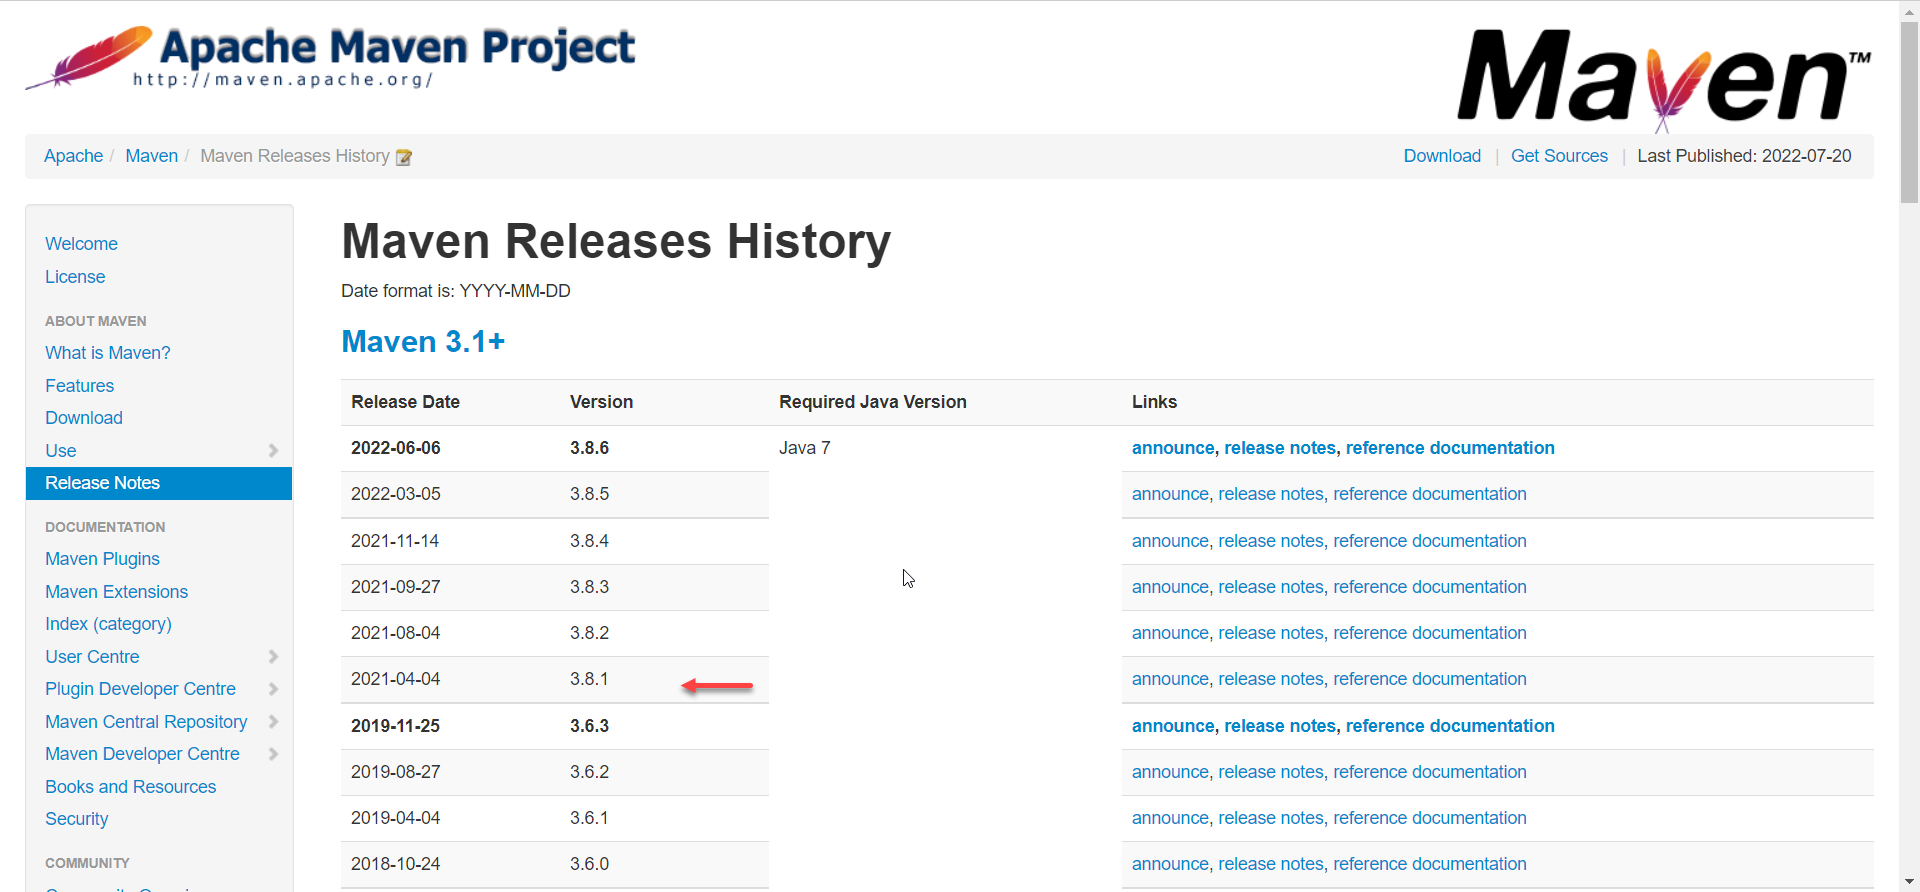 Apache Maven Project
http://maven.apache.org/
Maven™
Apache / Maven / Maven Releases History
Download | Get Sources | Last Published: 2022-07-20
Welcome
License
ABOUT MAVEN
What is Maven?
Features
Download
Use
Release Notes
DOCUMENTATION
Maven Plugins
Maven Extensions
Index (category)
User Centre
Plugin Developer Centre
Maven Central Repository
Maven Developer Centre
Books and Resources
Security
COMMUNITY
Maven Releases History
Date format is: YYYY-MM-DD
Maven 3.1+
Release Date Version Required Java Version Links
2022-06-06 3.8.6 Java 7 announce, release notes, reference documentation
2022-03-05 3.8.5 announce, release notes, reference documentation
2021-11-14 3.8.4 announce, release notes, reference documentation
2021-09-27 3.8.3 announce, release notes, reference documentation
2021-08-04 3.8.2 announce, release notes, reference documentation
2021-04-04 3.8.1 announce, release notes, reference documentation
2019-11-25 3.6.3 announce, release notes, reference documentation
2019-08-27 3.6.2 announce, release notes, reference documentation
2019-04-04 3.6.1 announce, release notes, reference documentation
2018-10-24 3.6.0 announce, release notes, reference documentation